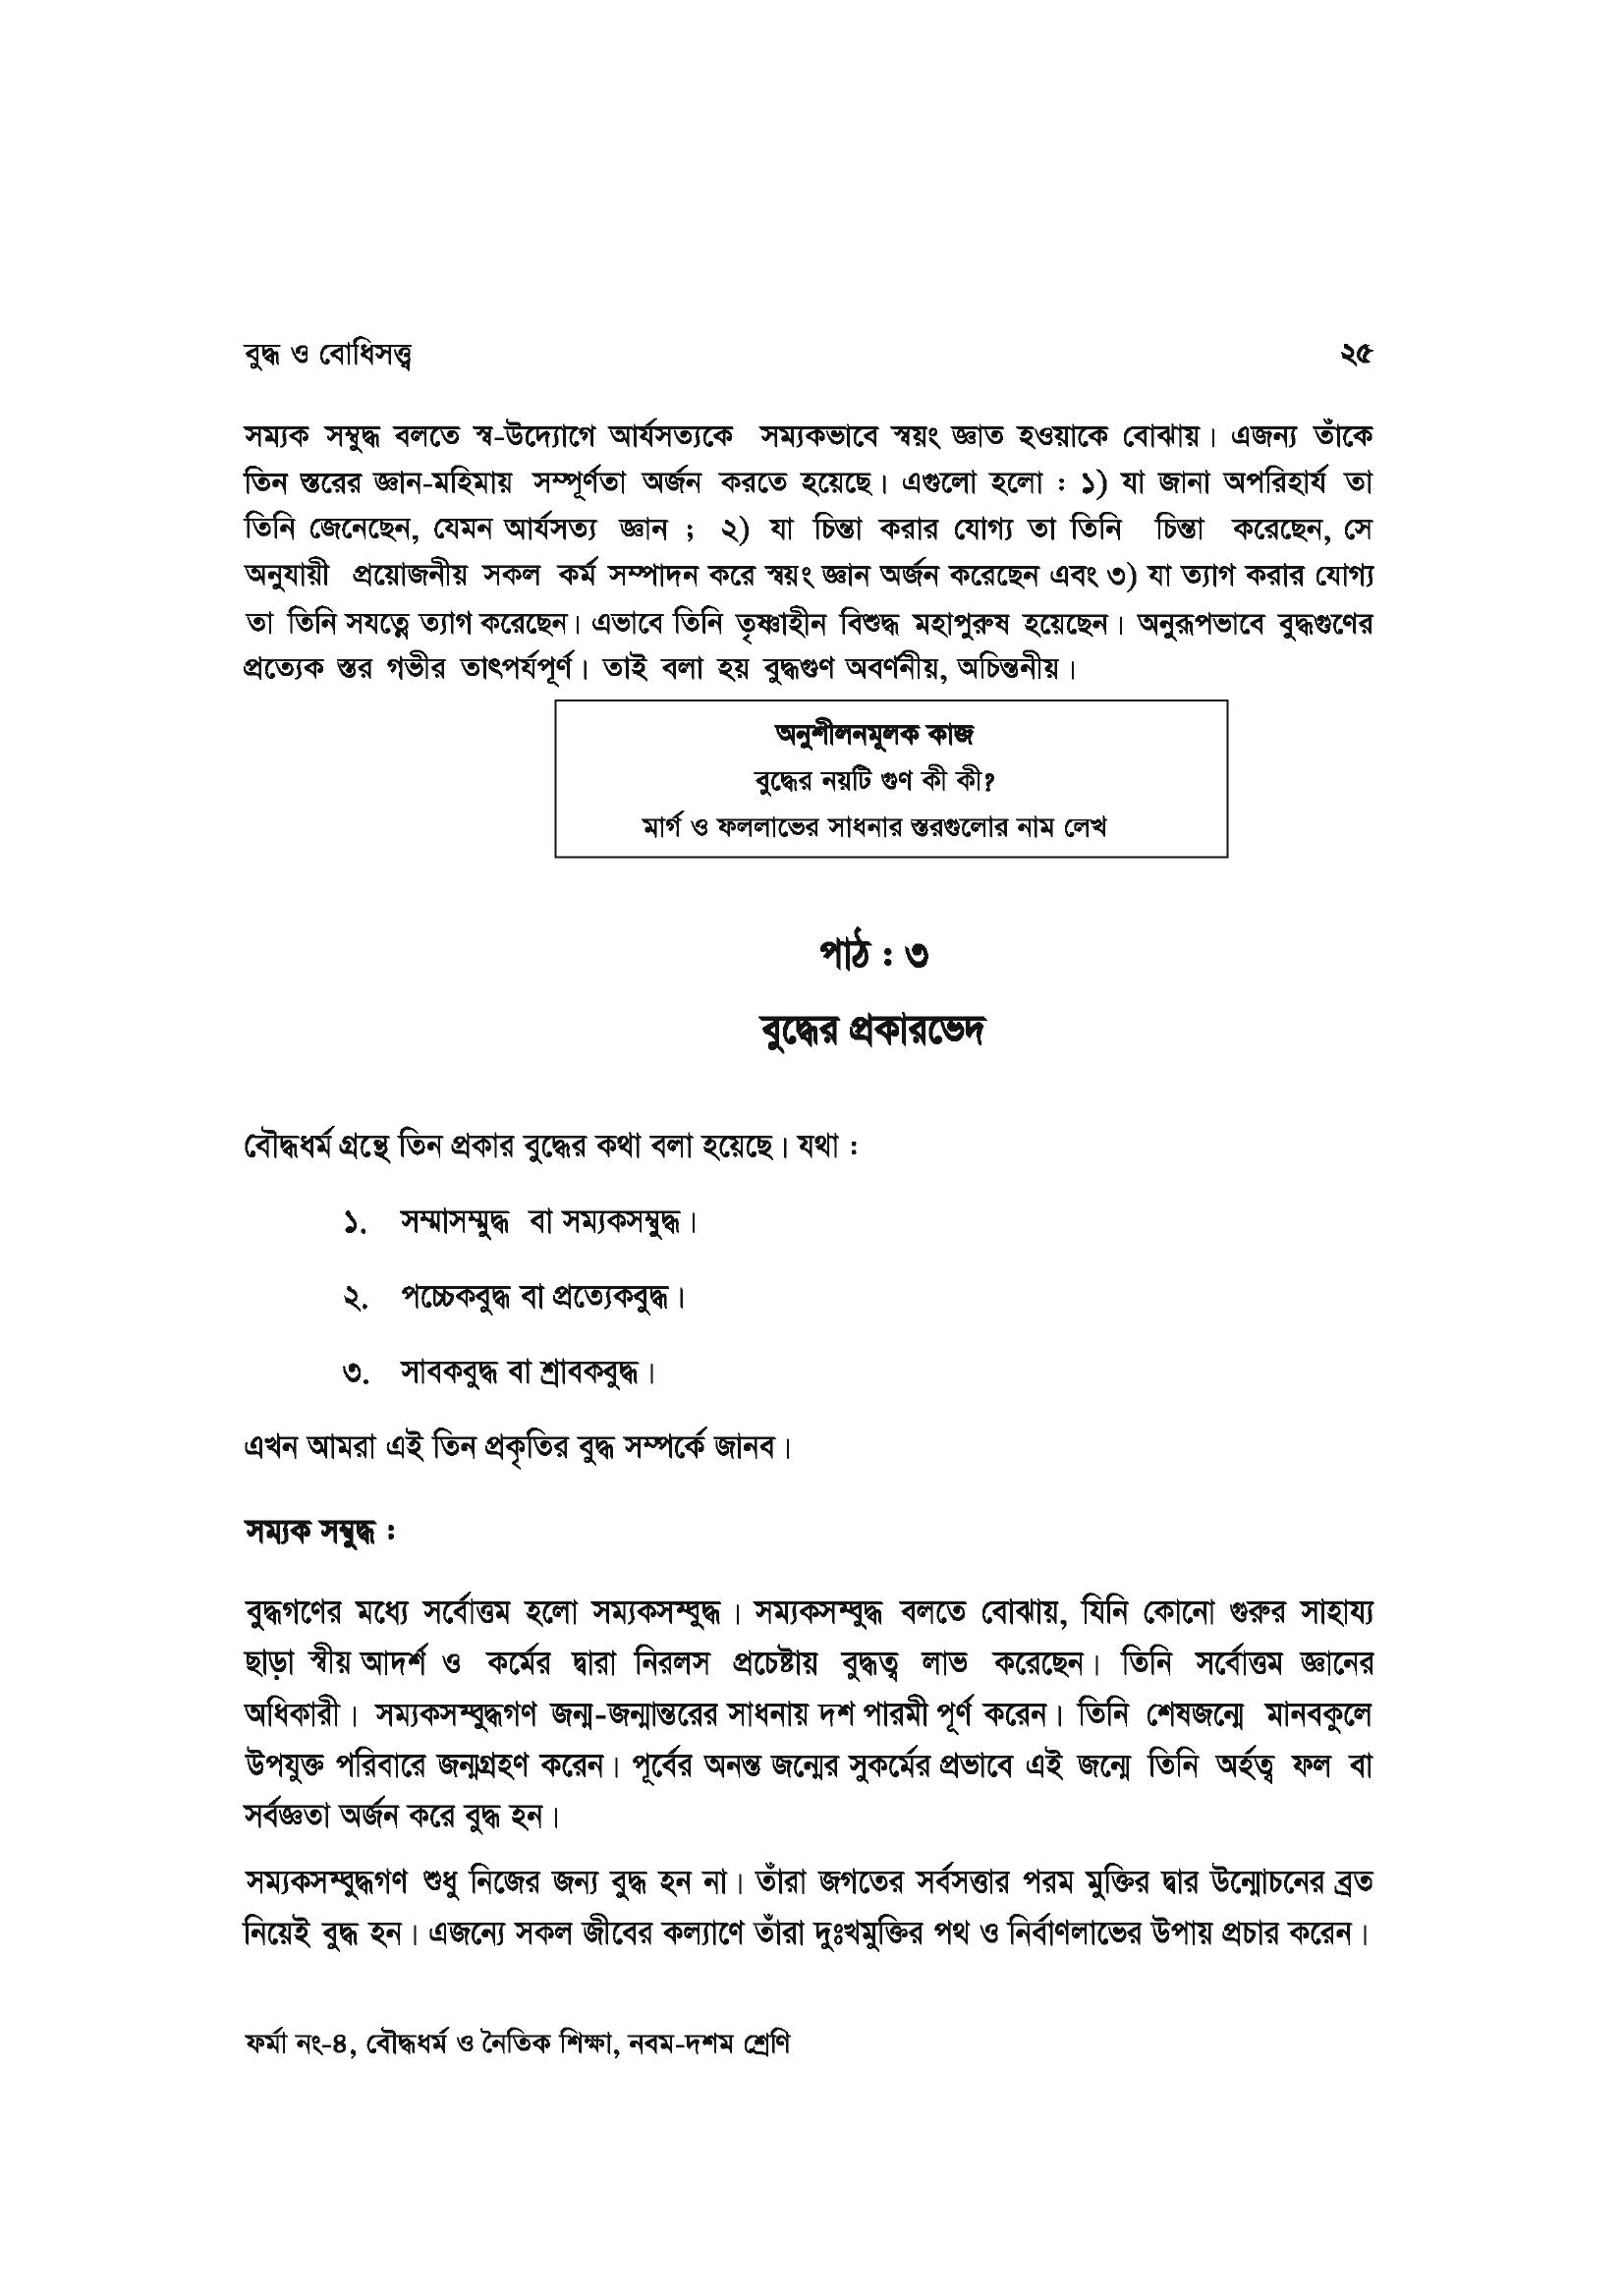 বুদ্ধ ও বোধিসত্ত্ব ২৫
সম্যক সম্বুদ্ধ বলতে স্ব-উদ্যোগে আর্যসত্যকে সম্যকভাবে স্বয়ং জ্ঞাত হওয়াকে বোঝায়। এজন্য তাঁকে
তিন স্তরের জ্ঞান-মহিমায় সম্পূর্ণতা অর্জন করতে হয়েছে। এগুলো হলো : ১) যা জানা অপরিহার্য তা
তিনি জেনেছেন, যেমন আর্যসত্য জ্ঞান ; ২) যা চিন্তা করার যোগ্য তা তিনি চিন্তা করেছেন, সে
অনুযায়ী প্রয়োজনীয় সকল কর্ম সম্পাদন করে স্বয়ং জ্ঞান অর্জন করেছেন এবং ৩) যা ত্যাগ করার যোগ্য
তা তিনি সযত্নে ত্যাগ করেছেন। এভাবে তিনি তৃষ্ণাহীন বিশুদ্ধ মহাপুরুষ হয়েছেন। অনুরূপভাবে বুদ্ধগুণের
প্রত্যেক স্তর গভীর তাৎপর্যপূর্ণ। তাই বলা হয় বুদ্ধগুণ অবর্ণনীয়, অচিন্তনীয়।
অনুশীলনমূলক কাজ
বুদ্ধের নয়টি গুণ কী কী?
মার্গ ও ফললাভের সাধনার স্তরগুলোর নাম লেখ
পাঠ : ৩
বুদ্ধের প্রকারভেদ
বৌদ্ধধর্ম গ্রন্থে তিন প্রকার বুদ্ধের কথা বলা হয়েছে। যথা :
১. সম্মাসম্মুদ্ধ বা সম্যকসম্বুদ্ধ।
২. পচ্চেকবুদ্ধ বা প্রত্যেকবুদ্ধ।
৩. সাবকবুদ্ধ বা শ্রাবকবুদ্ধ।
এখন আমরা এই তিন প্রকৃতির বুদ্ধ সম্পর্কে জানব।
সম্যক সম্বুদ্ধ :
বুদ্ধগণের মধ্যে সর্বোত্তম হলো সম্যকসম্বুদ্ধ। সম্যকসম্বুদ্ধ বলতে বোঝায়, যিনি কোনো গুরুর সাহায্য
ছাড়া স্বীয় আদর্শ ও কর্মের দ্বারা নিরলস প্রচেষ্টায় বুদ্ধত্ব লাভ করেছেন। তিনি সর্বোত্তম জ্ঞানের
অধিকারী। সম্যকসম্বুদ্ধগণ জন্ম-জন্মান্তরের সাধনায় দশ পারমী পূর্ণ করেন। তিনি শেষজন্মে মানবকুলে
উপযুক্ত পরিবারে জন্মগ্রহণ করেন। পূর্বের অনন্ত জন্মের সুকর্মের প্রভাবে এই জন্মে তিনি অর্হত্ব ফল বা
সর্বজ্ঞতা অর্জন করে বুদ্ধ হন।
সম্যকসম্বুদ্ধগণ শুধু নিজের জন্য বুদ্ধ হন না। তাঁরা জগতের সর্বসত্তার পরম মুক্তির দ্বার উন্মোচনের ব্রত
নিয়েই বুদ্ধ হন। এজন্যে সকল জীবের কল্যাণে তাঁরা দুঃখমুক্তির পথ ও নির্বাণলাভের উপায় প্রচার করেন।
ফর্মা নং-৪, বৌদ্ধধর্ম ও নৈতিক শিক্ষা, নবম-দশম শ্রেণি